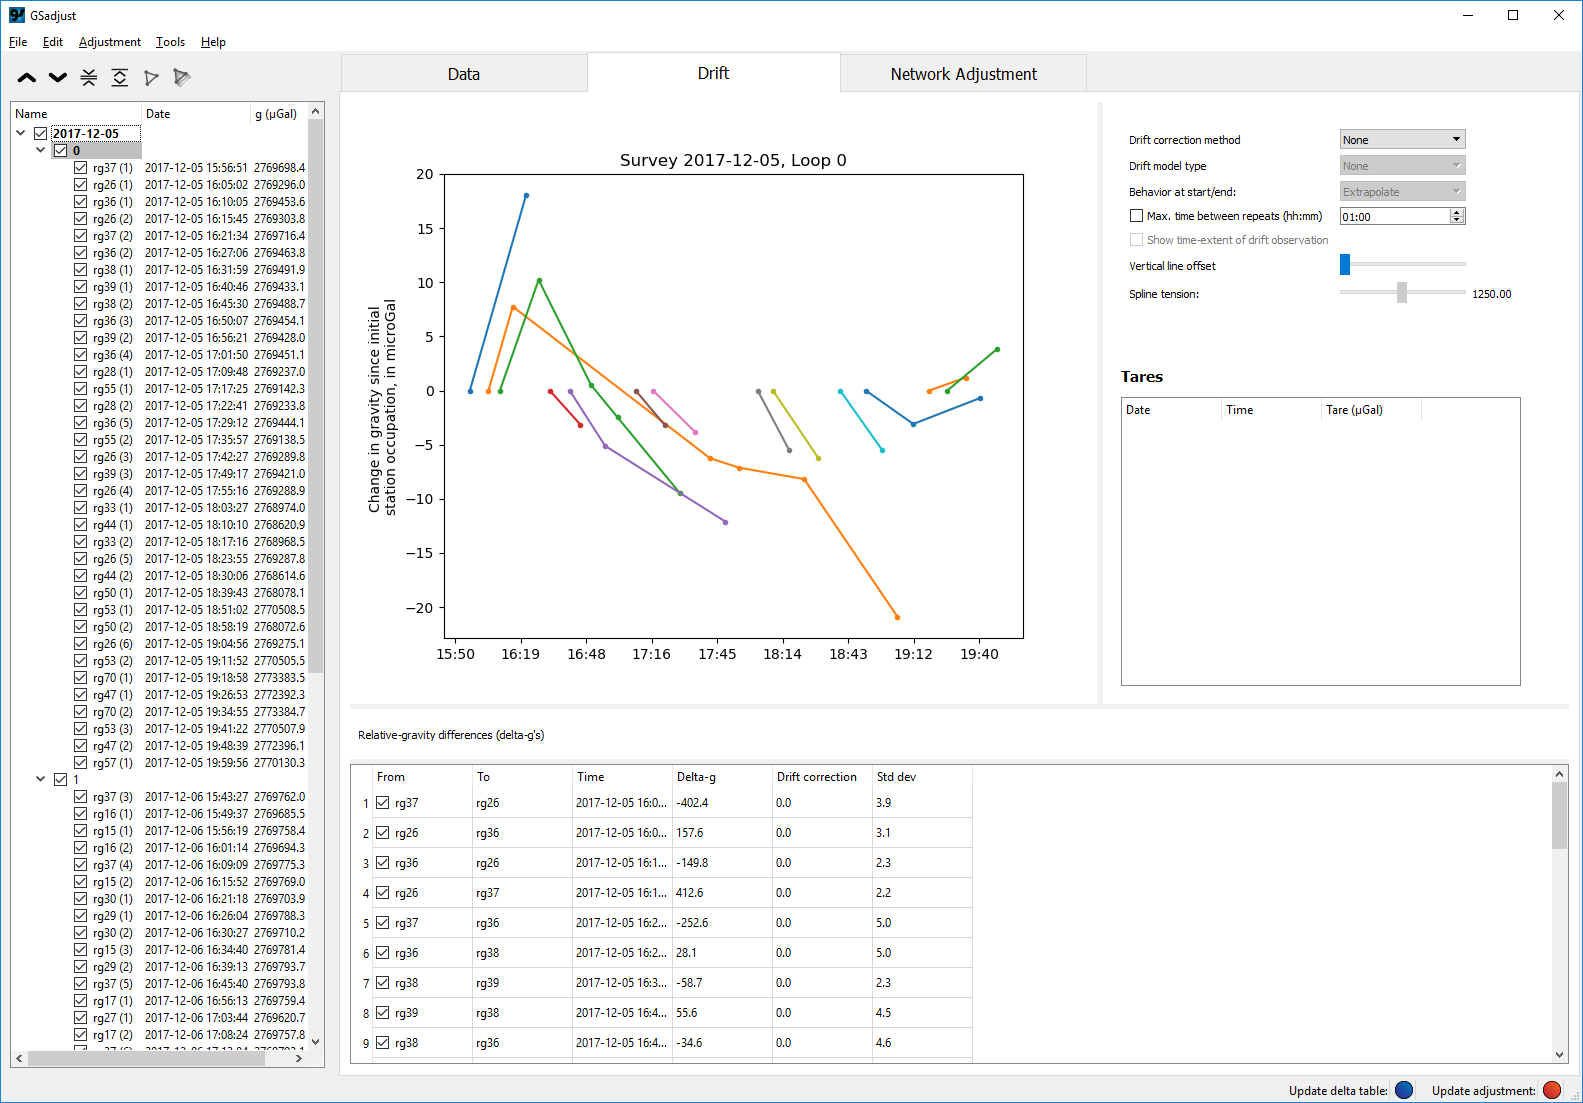 GSadjust
File Edit Adjustment Tools Help
Data Drift Network Adjustment
Name Date g (µGal)
2017-12-05
0
rg37 (1) 2017-12-05 15:56:51 2769698.4
rg26 (1) 2017-12-05 16:05:02 2769296.0
rg36 (1) 2017-12-05 16:10:05 2769453.6
rg26 (2) 2017-12-05 16:15:45 2769303.8
rg37 (2) 2017-12-05 16:21:34 2769716.4
rg36 (2) 2017-12-05 16:27:06 2769463.8
rg38 (1) 2017-12-05 16:31:59 2769491.9
rg39 (1) 2017-12-05 16:40:46 2769433.1
rg38 (2) 2017-12-05 16:45:30 2769488.7
rg36 (3) 2017-12-05 16:50:07 2769454.1
rg39 (2) 2017-12-05 16:56:21 2769428.0
rg36 (4) 2017-12-05 17:01:50 2769451.1
rg28 (1) 2017-12-05 17:09:48 2769237.0
rg55 (1) 2017-12-05 17:17:25 2769142.3
rg28 (2) 2017-12-05 17:22:41 2769233.8
rg36 (5) 2017-12-05 17:29:12 2769444.1
rg55 (2) 2017-12-05 17:35:57 2769138.5
rg26 (3) 2017-12-05 17:42:27 2769289.8
rg39 (3) 2017-12-05 17:49:17 2769421.0
rg26 (4) 2017-12-05 17:55:16 2769288.9
rg33 (1) 2017-12-05 18:03:27 2768974.0
rg44 (1) 2017-12-05 18:10:10 2768620.9
rg33 (2) 2017-12-05 18:17:16 2768968.5
rg26 (5) 2017-12-05 18:23:55 2769287.8
rg44 (2) 2017-12-05 18:30:06 2768614.6
rg50 (1) 2017-12-05 18:39:43 2768078.1
rg53 (1) 2017-12-05 18:51:02 2770508.5
rg50 (2) 2017-12-05 18:58:19 2768072.6
rg26 (6) 2017-12-05 19:04:56 2769275.1
rg53 (2) 2017-12-05 19:11:52 2770505.5
rg70 (1) 2017-12-05 19:18:58 2773383.5
rg47 (1) 2017-12-05 19:26:53 2772392.3
rg70 (2) 2017-12-05 19:34:55 2773384.7
rg53 (3) 2017-12-05 19:41:22 2770507.9
rg47 (2) 2017-12-05 19:48:39 2772396.1
rg57 (1) 2017-12-05 19:59:56 2770130.3
1
rg37 (3) 2017-12-06 15:43:27 2769762.0
rg16 (1) 2017-12-06 15:49:37 2769685.5
rg15 (1) 2017-12-06 15:56:19 2769758.4
rg16 (2) 2017-12-06 16:01:14 2769694.3
rg37 (4) 2017-12-06 16:09:09 2769775.3
rg15 (2) 2017-12-06 16:15:52 2769769.0
rg30 (1) 2017-12-06 16:21:18 2769703.9
rg29 (1) 2017-12-06 16:26:04 2769788.3
rg30 (2) 2017-12-06 16:30:27 2769710.2
rg15 (3) 2017-12-06 16:34:40 2769781.4
rg29 (2) 2017-12-06 16:39:13 2769793.7
rg37 (5) 2017-12-06 16:45:40 2769793.8
rg17 (1) 2017-12-06 16:56:13 2769759.4
rg27 (1) 2017-12-06 17:03:44 2769620.7
rg17 (2) 2017-12-06 17:08:24 2769757.8
Survey 2017-12-05, Loop 0
Change in gravity since initial
station occupation, in microGal
20
15
10
5
0
−5
−10
−15
−20
15:50 16:19 16:48 17:16 17:45 18:14 18:43 19:12 19:40
Drift correction method None
Drift model type None
Behavior at start/end: Extrapolate
Max. time between repeats (hh:mm) 01:00
Show time-extent of drift observation
Vertical line offset
Spline tension: 1250.00
Tares
Date Time Tare (µGal)
Relative-gravity differences (delta-g's)
From To Time Delta-g Drift correction Std dev
1 rg37 rg26 2017-12-05 16:0... -402.4 0.0 3.9
2 rg26 rg36 2017-12-05 16:0... 157.6 0.0 3.1
3 rg36 rg26 2017-12-05 16:1... -149.8 0.0 2.3
4 rg26 rg37 2017-12-05 16:1... 412.6 0.0 2.2
5 rg37 rg36 2017-12-05 16:2... -252.6 0.0 5.0
6 rg36 rg38 2017-12-05 16:2... 28.1 0.0 5.0
7 rg38 rg39 2017-12-05 16:3... -58.7 0.0 2.3
8 rg39 rg38 2017-12-05 16:4... 55.6 0.0 4.5
9 rg38 rg36 2017-12-05 16:4... -34.6 0.0 4.6
Update delta table: Update adjustment: